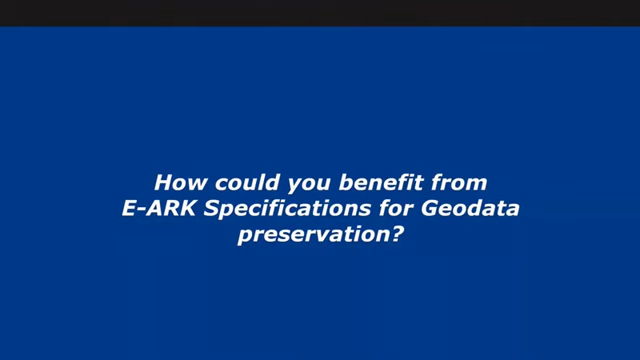 How could you benefit from
E-ARK Specifications for Geodata
preservation?